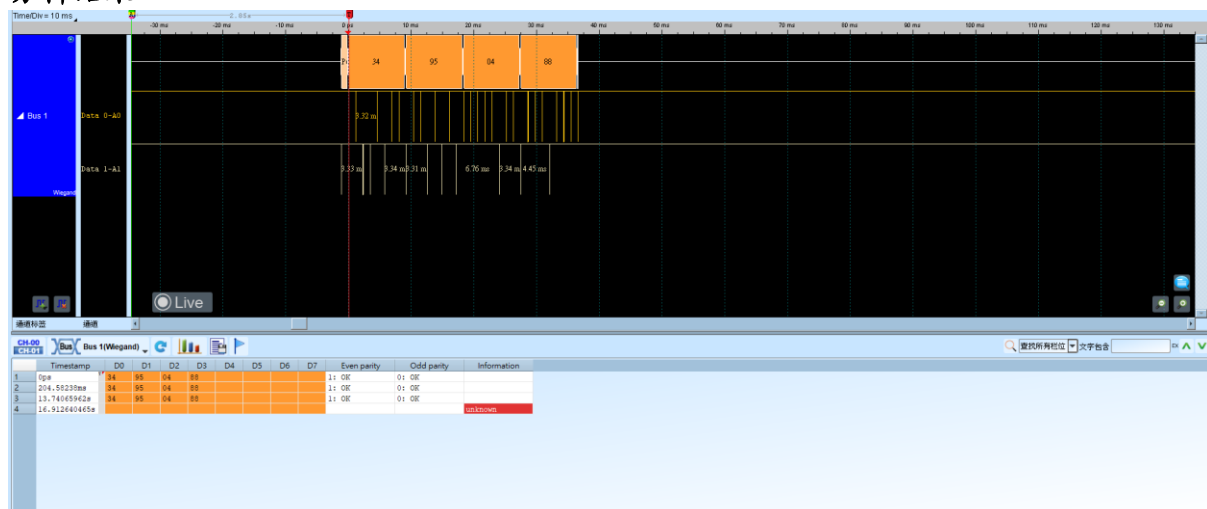 分析结果
Time/Div = 10 ms
2.86s
-30 ms -20 ms -10 ms 0 ps 10 ms 20 ms 30 ms 40 ms 50 ms 60 ms 70 ms 80 ms 90 ms 100 ms 110 ms 120 ms 130 ms
34 95 04 88
Bus 1 Data 0-A0 3.32 m
Data 1-A1 3.33 m 3.34 m 3.31 m 6.76 ms 3.34 m 4.45 ms
Wiegand
Live
通道标签 通道
CH-00 CH-01 Bus Bus 1(Wiegand) 查找所有栏位 文字包含
Timestamp D0 D1 D2 D3 D4 D5 D6 D7 Even parity Odd parity Information
1 0ps 34 95 04 88 1: OK 0: OK
2 204.58238ms 34 95 04 88 1: OK 0: OK
3 13.74065962s 34 95 04 88 1: OK 0: OK
4 16.912640465s unknown